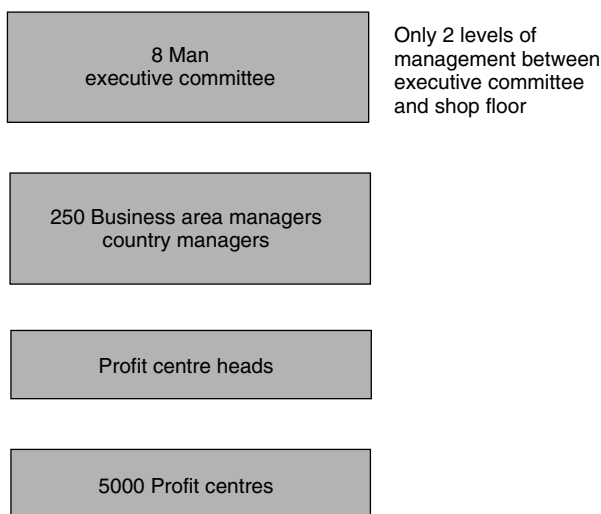 8 Man
executive committee
Only 2 levels of
management between
executive committee
and shop floor
250 Business area managers
country managers
Profit centre heads
5000 Profit centres